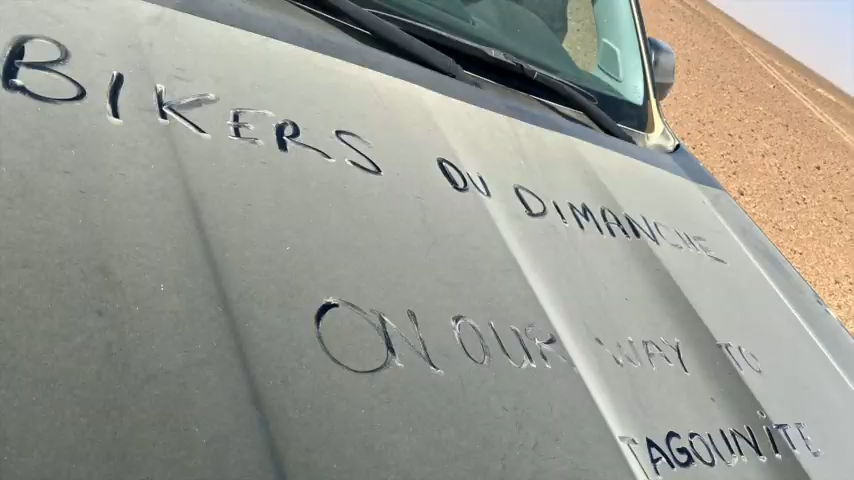 BIKERS DU DIMANCHE
ON OUR WAY TO
TAGOUNITE